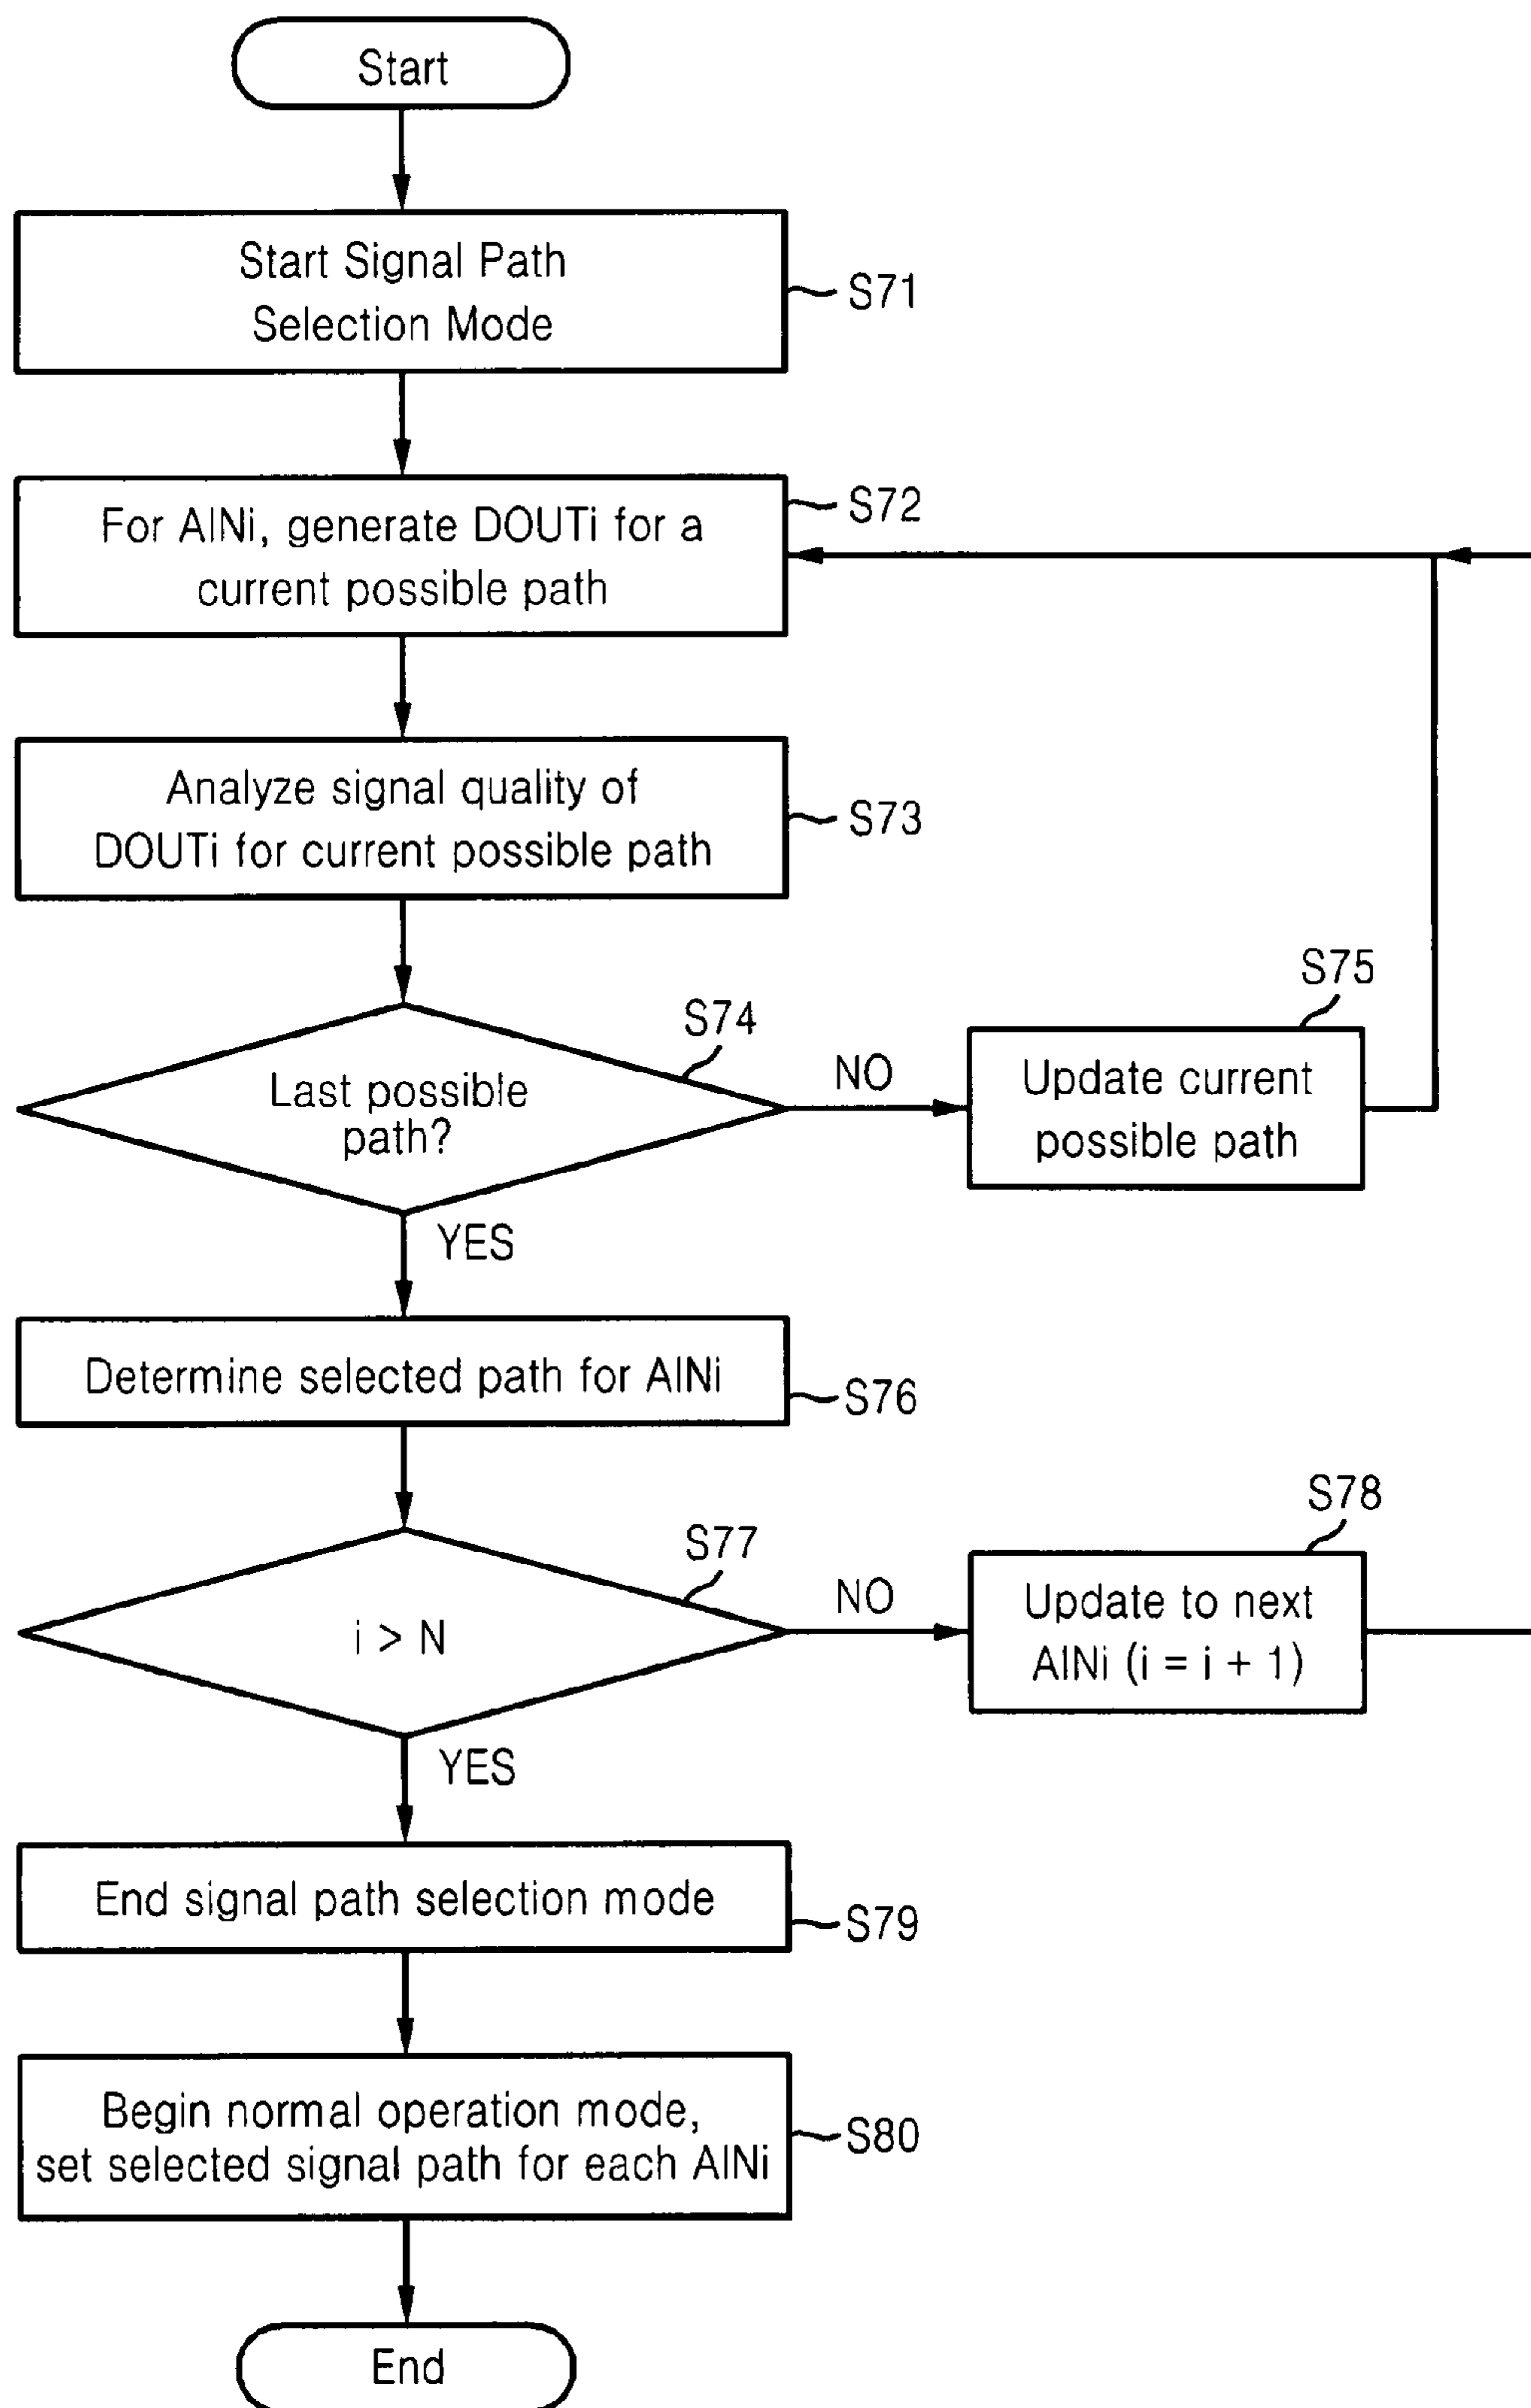 Start
Start Signal Path
Selection Mode
S71
For AINi, generate DOUTi for a
current possible path
S72
Analyze signal quality of
DOUTi for current possible path
S73
Last possible
path?
S74
NO
S75
Update current
possible path
YES
Determine selected path for AINi
S76
i > N
S77
NO
S78
Update to next
AINi (i = i + 1)
YES
End signal path selection mode
S79
Begin normal operation mode,
set selected signal path for each AINi
S80
End